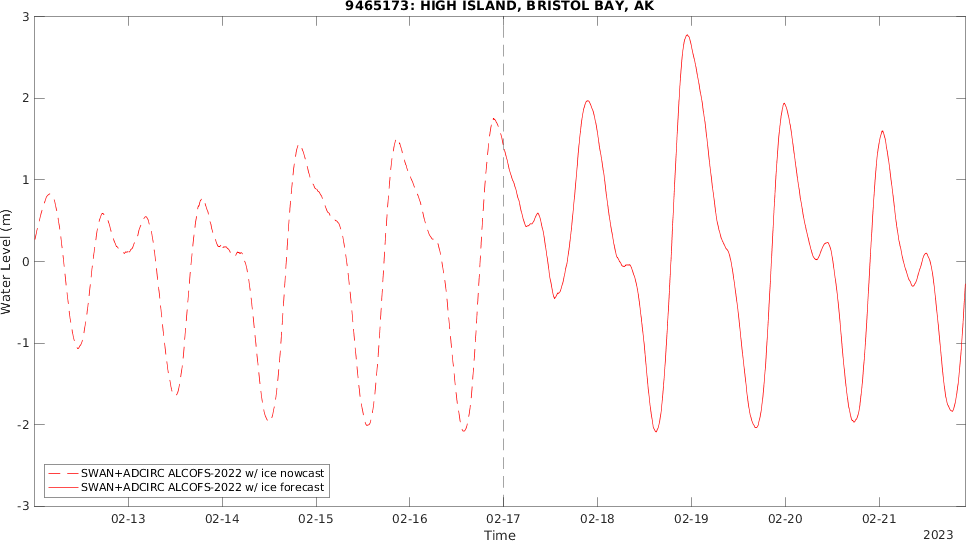 9465173: HIGH ISLAND, BRISTOL BAY, AK
3
2
1
0
-1
-2
-3
Water Level (m)
SWAN+ADCIRC ALCOFS-2022 w/ ice nowcast
SWAN+ADCIRC ALCOFS-2022 w/ ice forecast
02-13 02-14 02-15 02-16 02-17 02-18 02-19 02-20 02-21
Time
2023